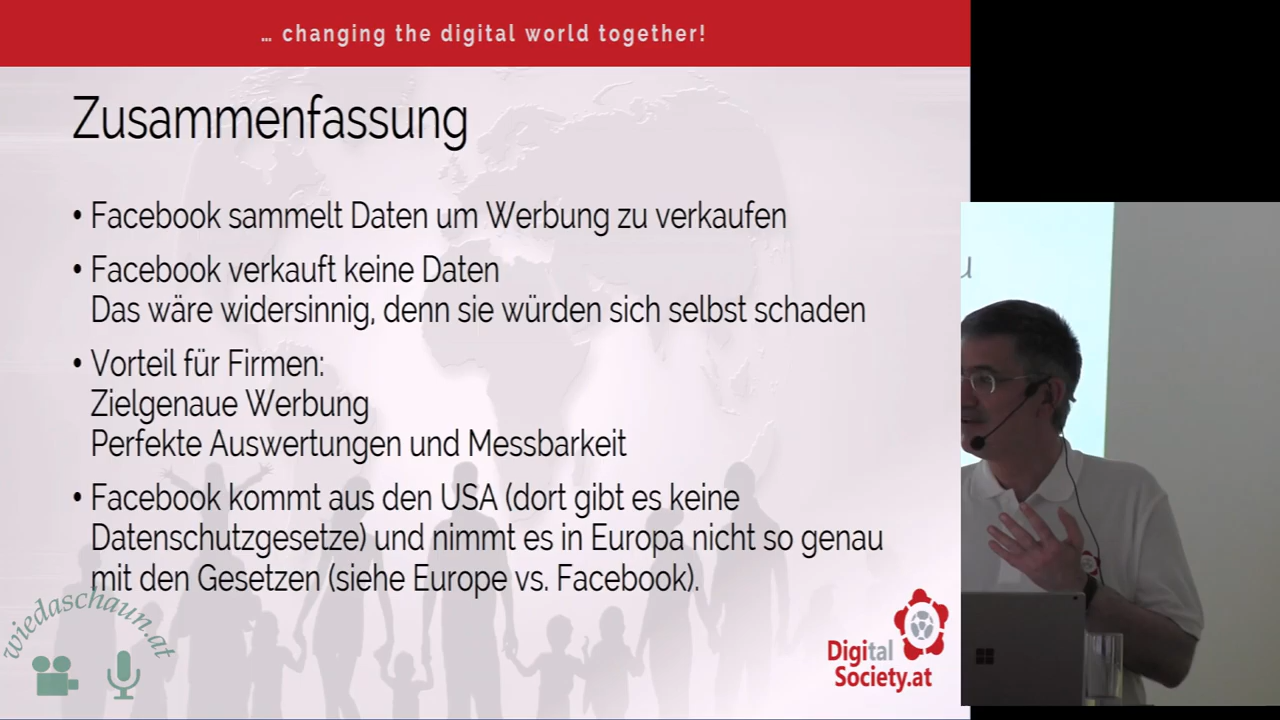 … changing the digital world together!
Zusammenfassung
• Facebook sammelt Daten um Werbung zu verkaufen
• Facebook verkauft keine Daten
Das wäre widersinnig, denn sie würden sich selbst schaden
• Vorteil für Firmen:
Zielgenaue Werbung
Perfekte Auswertungen und Messbarkeit
• Facebook kommt aus den USA (dort gibt es keine
Datenschutzgesetze) und nimmt es in Europa nicht so genau
mit den Gesetzen (siehe Europe vs. Facebook).
wiedaschaun.at
Digital
Society.at